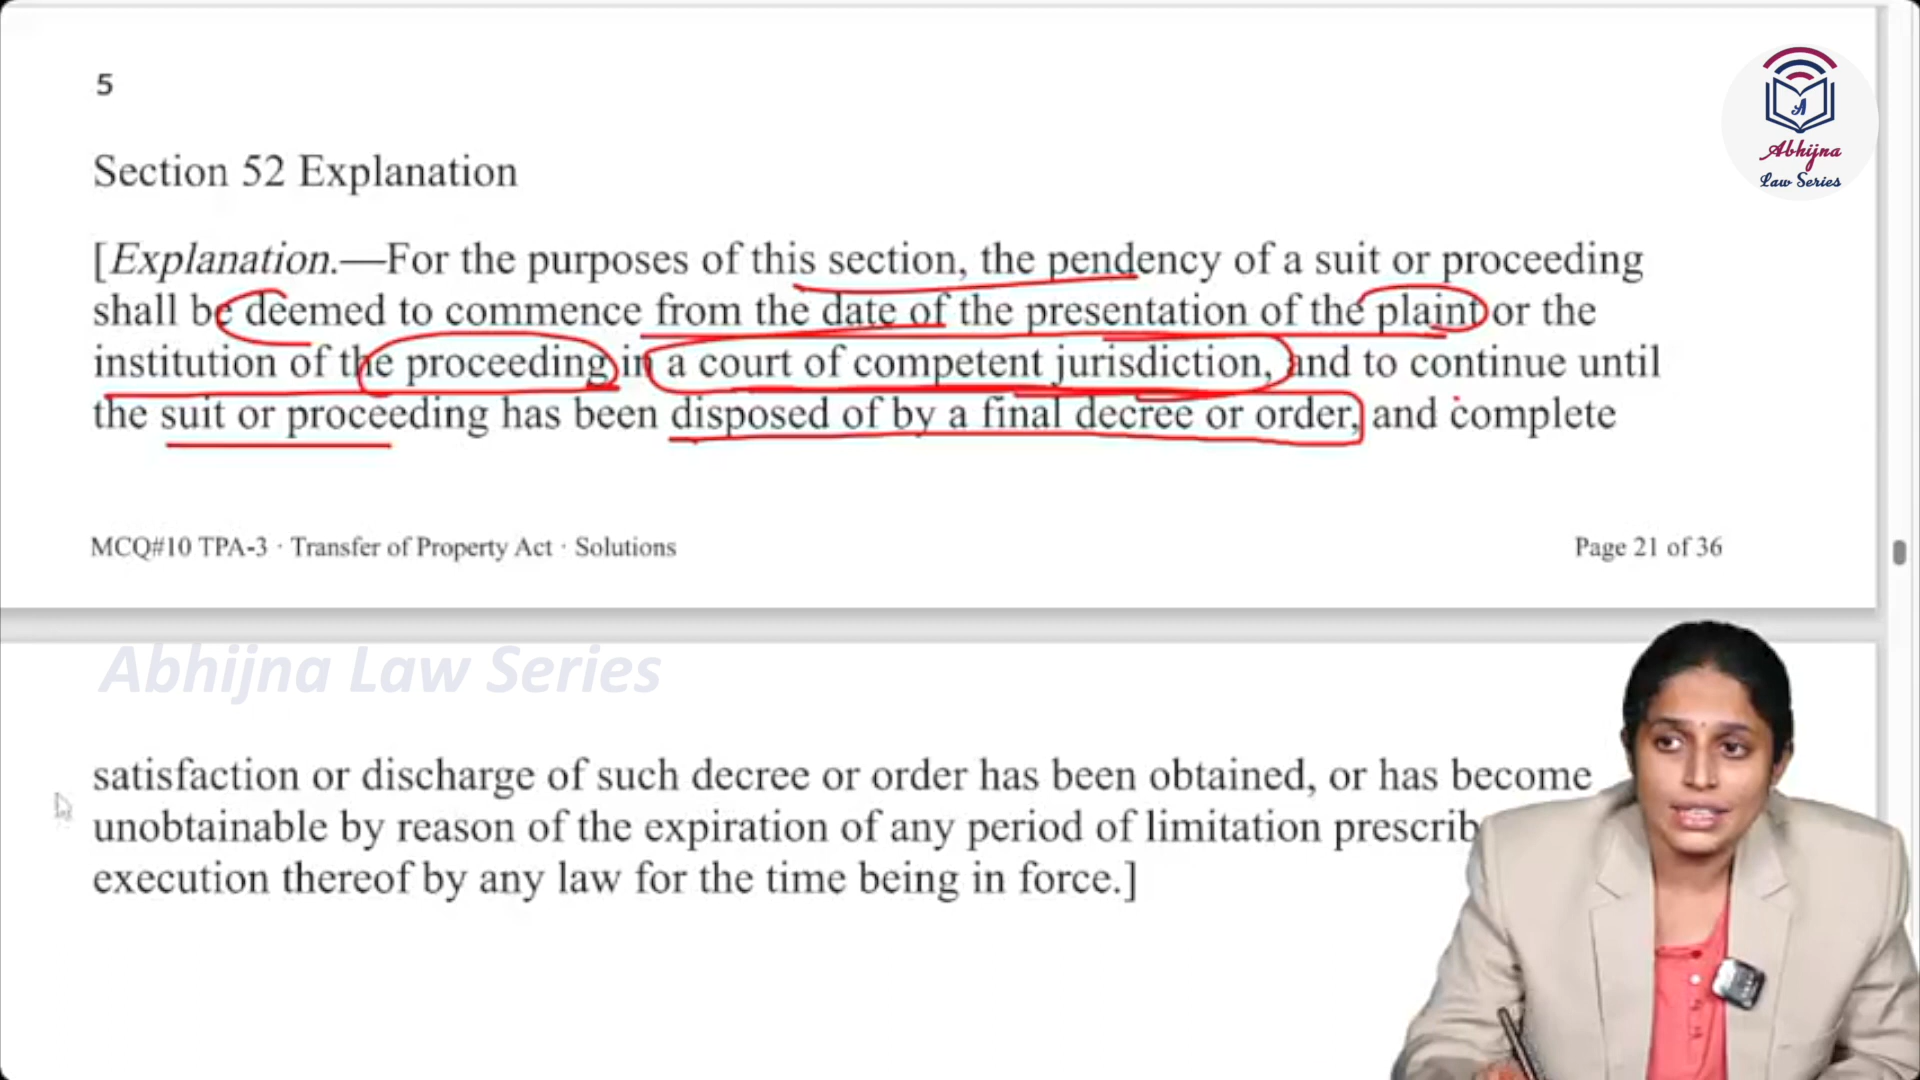 5
A
Abhijna
Law Series
Section 52 Explanation
[Explanation.—For the purposes of this section, the pendency of a suit or proceeding
shall be deemed to commence from the date of the presentation of the plaint or the
institution of the proceeding in a court of competent jurisdiction, and to continue until
the suit or proceeding has been disposed of by a final decree or order, and complete
MCQ#10 TPA-3 · Transfer of Property Act · Solutions
Page 21 of 36
Abhijna Law Series
satisfaction or discharge of such decree or order has been obtained, or has become
unobtainable by reason of the expiration of any period of limitation prescrib
execution thereof by any law for the time being in force.]